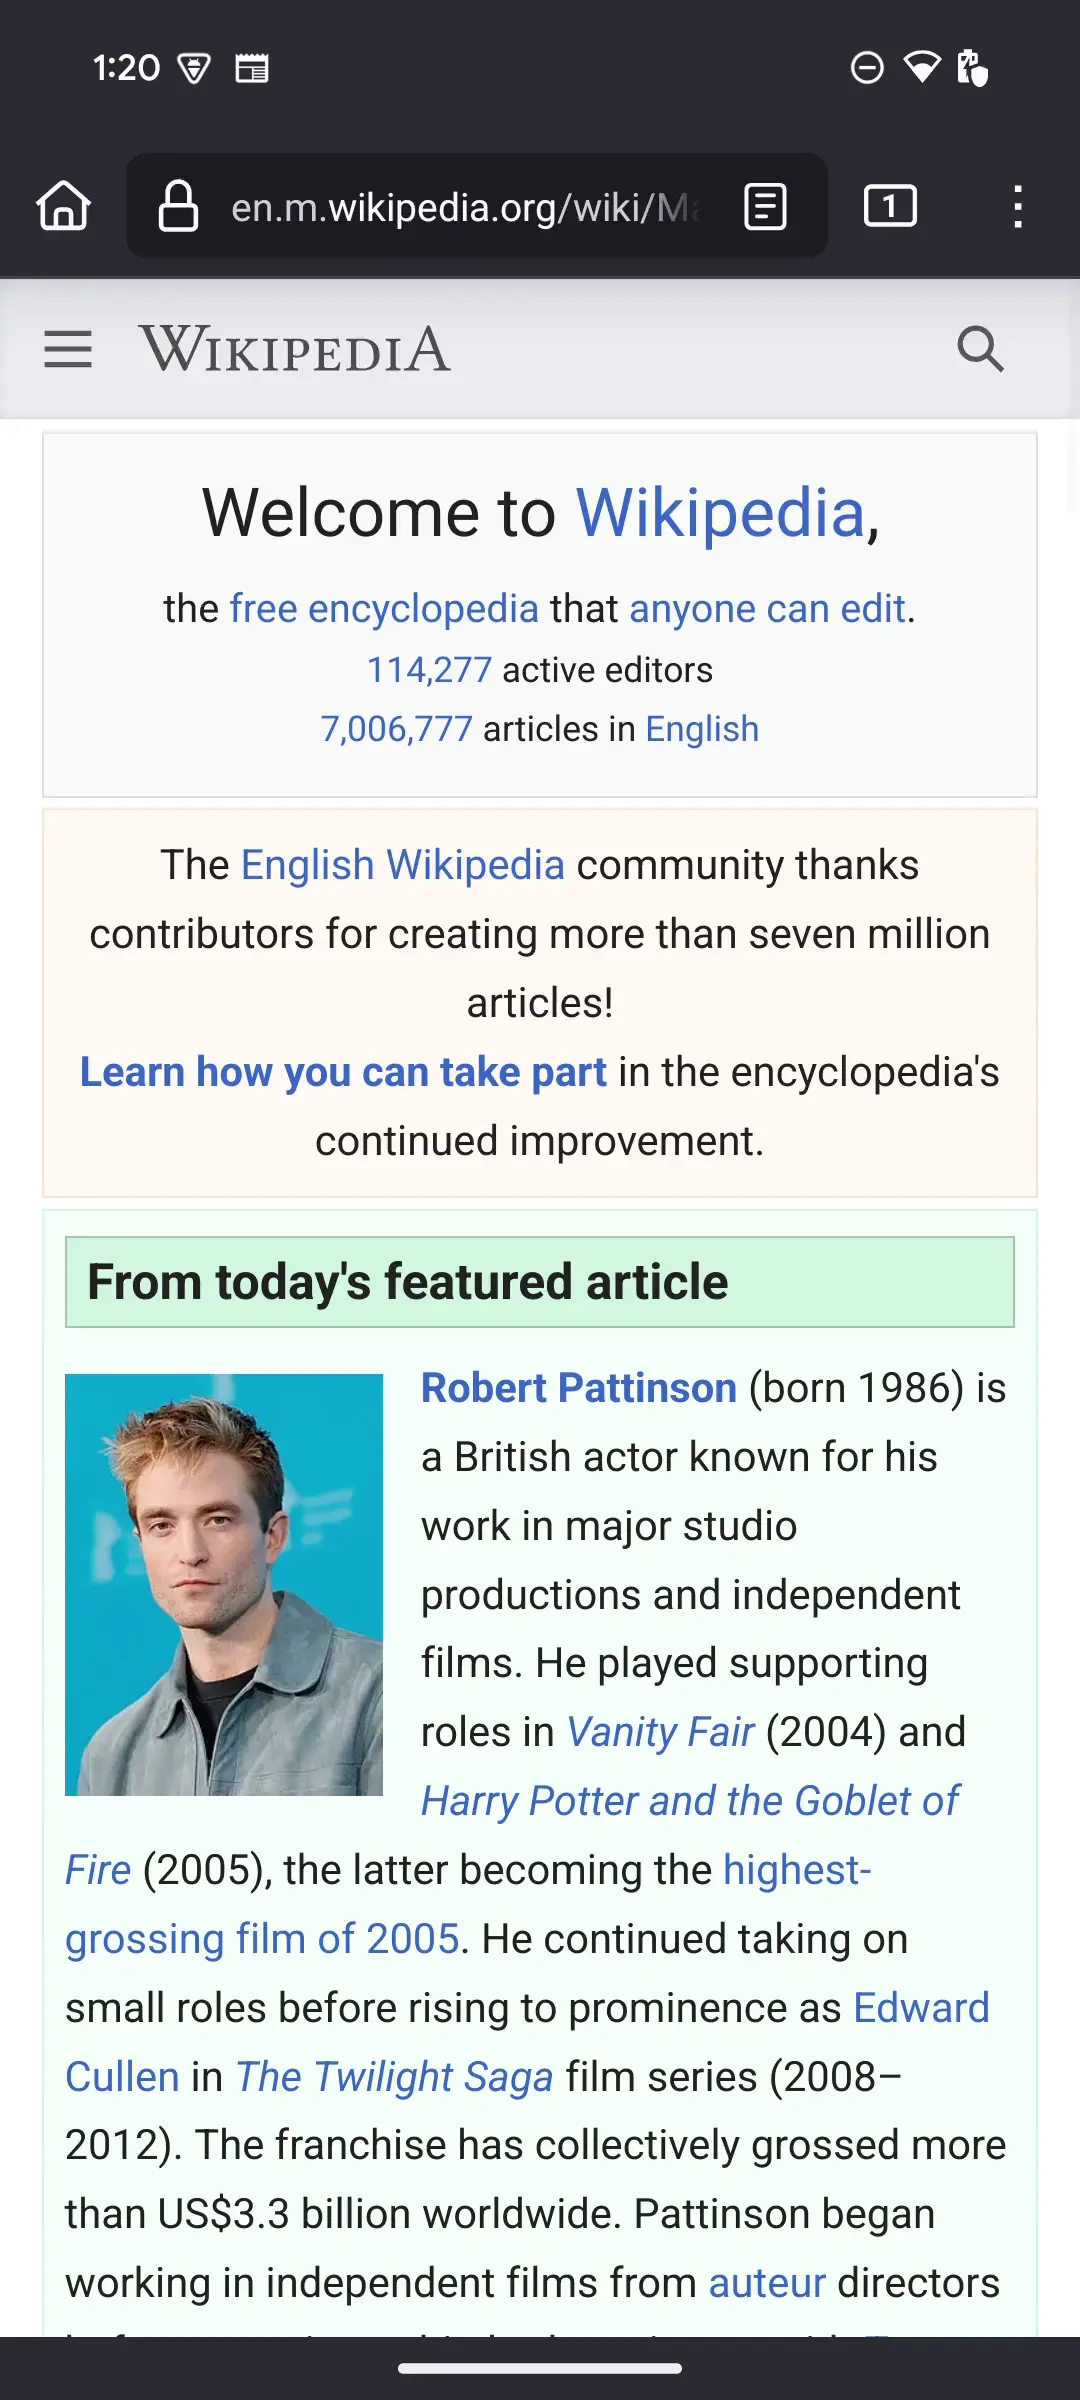 1:20
en.m.wikipedia.org/wiki/Ma
1
WIKIPEDIA
Welcome to Wikipedia,
the free encyclopedia that anyone can edit.
114,277 active editors
7,006,777 articles in English
The English Wikipedia community thanks
contributors for creating more than seven million
articles!
Learn how you can take part in the encyclopedia's
continued improvement.
From today's featured article
Robert Pattinson (born 1986) is
a British actor known for his
work in major studio
productions and independent
films. He played supporting
roles in Vanity Fair (2004) and
Harry Potter and the Goblet of
Fire (2005), the latter becoming the highest-
grossing film of 2005. He continued taking on
small roles before rising to prominence as Edward
Cullen in The Twilight Saga film series (2008–
2012). The franchise has collectively grossed more
than US$3.3 billion worldwide. Pattinson began
working in independent films from auteur directors